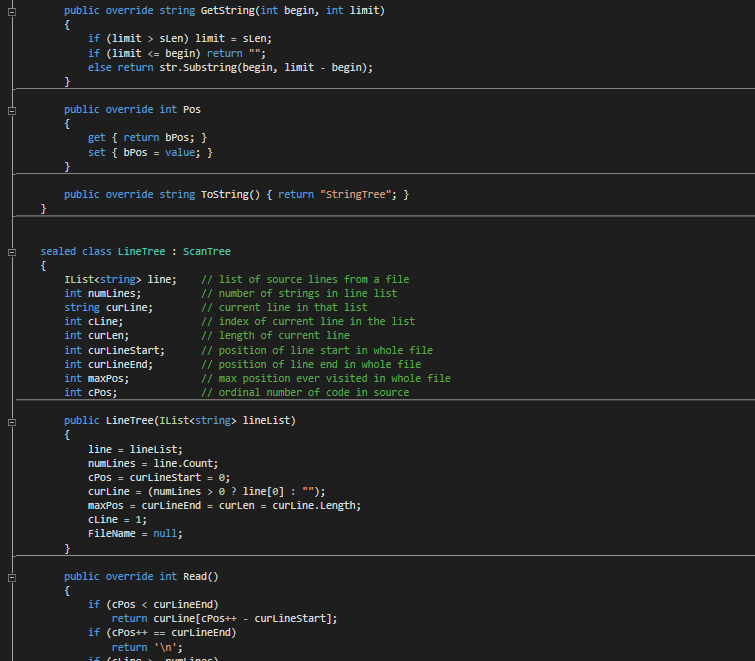 public override string GetString(int begin, int limit)
{
if (limit > sLen) limit = sLen;
if (limit <= begin) return "";
else return str.Substring(begin, limit - begin);
}
public override int Pos
{
get { return bPos; }
set { bPos = value; }
}
public override string ToString() { return "StringTree"; }
}
sealed class LineTree : ScanTree
{
IList<string> line;    // list of source lines from a file
int numLines;          // number of strings in line list
string curLine;        // current line in that list
int cLine;             // index of current line in the list
int curLen;            // length of current line
int curLineStart;      // position of line start in whole file
int curLineEnd;        // position of line end in whole file
int maxPos;            // max position ever visited in whole file
int cPos;              // ordinal number of code in source
public LineTree(IList<string> lineList)
{
line = lineList;
numLines = line.Count;
cPos = curLineStart = 0;
curLine = (numLines > 0 ? line[0] : "");
maxPos = curLineEnd = curLen = curLine.Length;
cLine = 1;
FileName = null;
}
public override int Read()
{
if (cPos < curLineEnd)
return curLine[cPos++ - curLineStart];
if (cPos++ == curLineEnd)
return '\n';
if (cLine >= numLines)